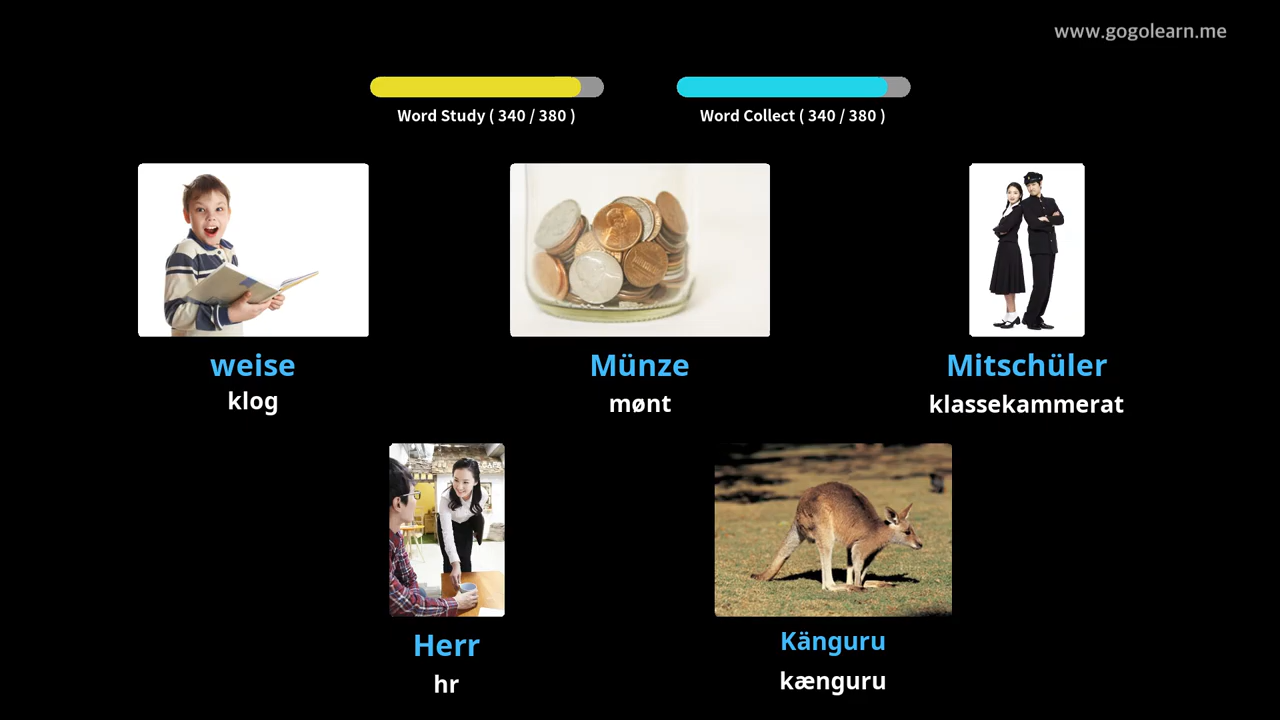 www.gogolearn.me
Word Study ( 340 / 380 )
Word Collect ( 340 / 380 )
weise
klog
Münze
mønt
Mitschüler
klassekammerat
Herr
hr
Känguru
kænguru